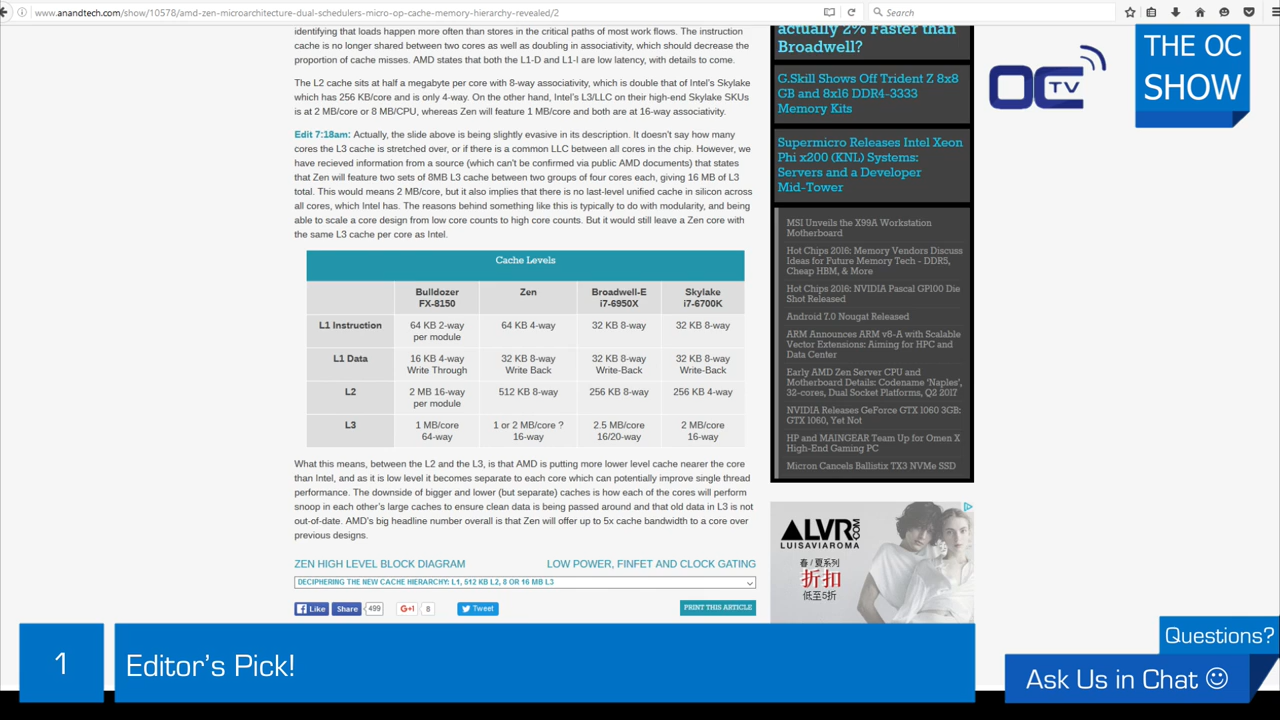 www.anandtech.com/show/10578/amd-zen-microarchitecture-dual-schedulers-micro-op-cache-memory-hierarchy-revealed/2
Search
identifying that loads happen more often than stores in the critical paths of most work flows. The instruction
cache is no longer shared between two cores as well as doubling in associativity, which should decrease the
proportion of cache misses. AMD states that both the L1-D and L1-I are low latency, with details to come.
The L2 cache sits at half a megabyte per core with 8-way associativity, which is double that of Intel's Skylake
which has 256 KB/core and is only 4-way. On the other hand, Intel's L3/LLC on their high-end Skylake SKUs
is at 2 MB/core or 8 MB/CPU, whereas Zen will feature 1 MB/core and both are at 16-way associativity.
Edit 7:18am: Actually, the slide above is being slightly evasive in its description. It doesn't say how many
cores the L3 cache is stretched over, or if there is a common LLC between all cores in the chip. However, we
have recieved information from a source (which can't be confirmed via public AMD documents) that states
that Zen will feature two sets of 8MB L3 cache between two groups of four cores each, giving 16 MB of L3
total. This would means 2 MB/core, but it also implies that there is no last-level unified cache in silicon across
all cores, which Intel has. The reasons behind something like this is typically to do with modularity, and being
able to scale a core design from low core counts to high core counts. But it would still leave a Zen core with
the same L3 cache per core as Intel.
Cache Levels
Bulldozer
FX-8150
Zen
Broadwell-E
i7-6950X
Skylake
i7-6700K
L1 Instruction
64 KB 2-way
per module
64 KB 4-way
32 KB 8-way
32 KB 8-way
L1 Data
16 KB 4-way
Write Through
32 KB 8-way
Write Back
32 KB 8-way
Write-Back
32 KB 8-way
Write-Back
L2
2 MB 16-way
per module
512 KB 8-way
256 KB 8-way
256 KB 4-way
L3
1 MB/core
64-way
1 or 2 MB/core ?
16-way
2.5 MB/core
16/20-way
2 MB/core
16-way
What this means, between the L2 and the L3, is that AMD is putting more lower level cache nearer the core
than Intel, and as it is low level it becomes separate to each core which can potentially improve single thread
performance. The downside of bigger and lower (but separate) caches is how each of the cores will perform
snoop in each other's large caches to ensure clean data is being passed around and that old data in L3 is not
out-of-date. AMD's big headline number overall is that Zen will offer up to 5x cache bandwidth to a core over
previous designs.
ZEN HIGH LEVEL BLOCK DIAGRAM
LOW POWER, FINFET AND CLOCK GATING
DECIPHERING THE NEW CACHE HIERARCHY: L1, 512 KB L2, 8 OR 16 MB L3
Like
Share
499
G+1
8
Tweet
PRINT THIS ARTICLE
actually 2% Faster than
Broadwell?
G.Skill Shows Off Trident Z 8x8
GB and 8x16 DDR4-3333
Memory Kits
Supermicro Releases Intel Xeon
Phi x200 (KNL) Systems:
Servers and a Developer
Mid-Tower
MSI Unveils the X99A Workstation
Motherboard
Hot Chips 2016: Memory Vendors Discuss
Ideas for Future Memory Tech - DDR5,
Cheap HBM, & More
Hot Chips 2016: NVIDIA Pascal GP100 Die
Shot Released
Android 7.0 Nougat Released
ARM Announces ARM v8-A with Scalable
Vector Extensions: Aiming for HPC and
Data Center
Early AMD Zen Server CPU and
Motherboard Details: Codename 'Naples',
32-cores, Dual Socket Platforms, Q2 2017
NVIDIA Releases GeForce GTX 1060 3GB:
GTX 1060, Yet Not
HP and MAINGEAR Team Up for Omen X
High-End Gaming PC
Micron Cancels Ballistix TX3 NVMe SSD
LVR.COM
LUISAVIAROMA
春 / 夏系列
折扣
低至5折
OC
TV
THE OC
SHOW
1
Editor's Pick!
Questions?
Ask Us in Chat ☺